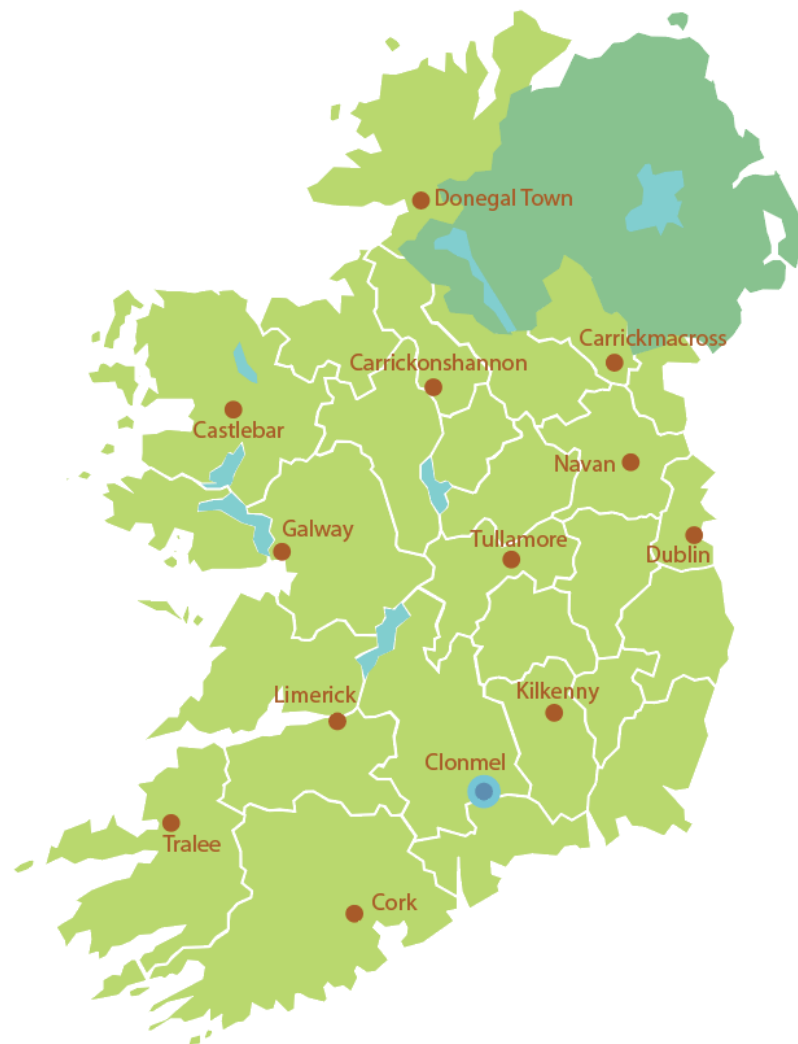 Donegal Town
Carrickmacross
Carrickonshannon
Castlebar
Navan
Galway
Tullamore
Dublin
Limerick
Kilkenny
Clonmel
Tralee
Cork